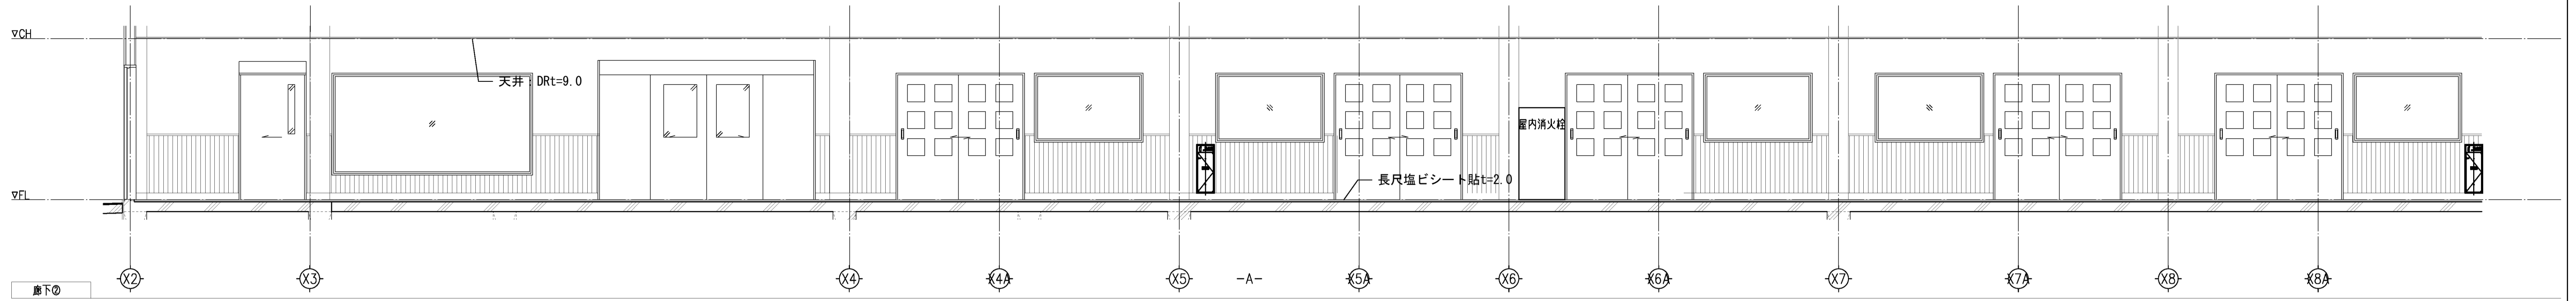 ▽CH
天井：DRt=9.0
屋内消火栓
長尺塩ビシート貼t=2.0
▽FL
X2 X3 X4 X4A X5 -A- X5A X6 X6A X7 X7A X8 X8A
廊下②